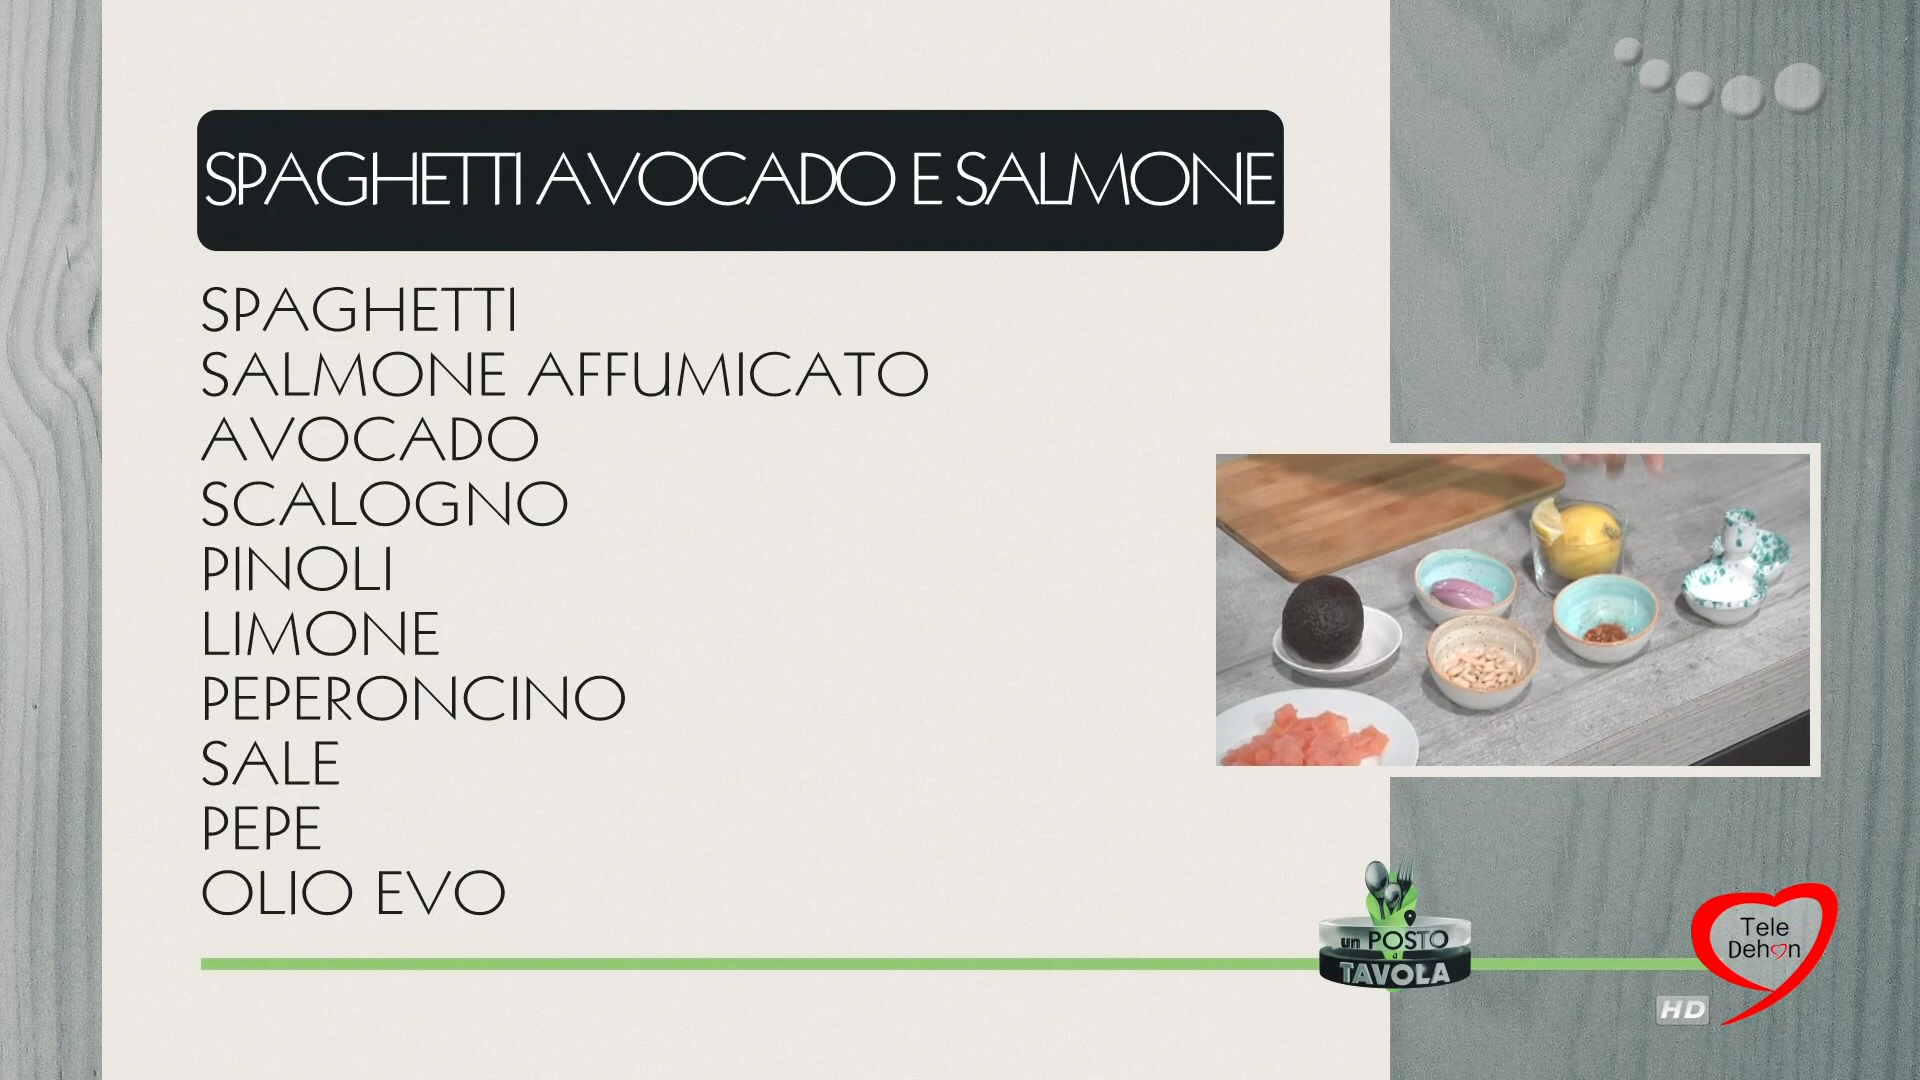 SPAGHETTI AVOCADO E SALMONE
SPAGHETTI
SALMONE AFFUMICATO
AVOCADO
SCALOGNO
PINOLI
LIMONE
PEPERONCINO
SALE
PEPE
OLIO EVO
un POSTO
a
TAVOLA
Tele
Dehon
HD